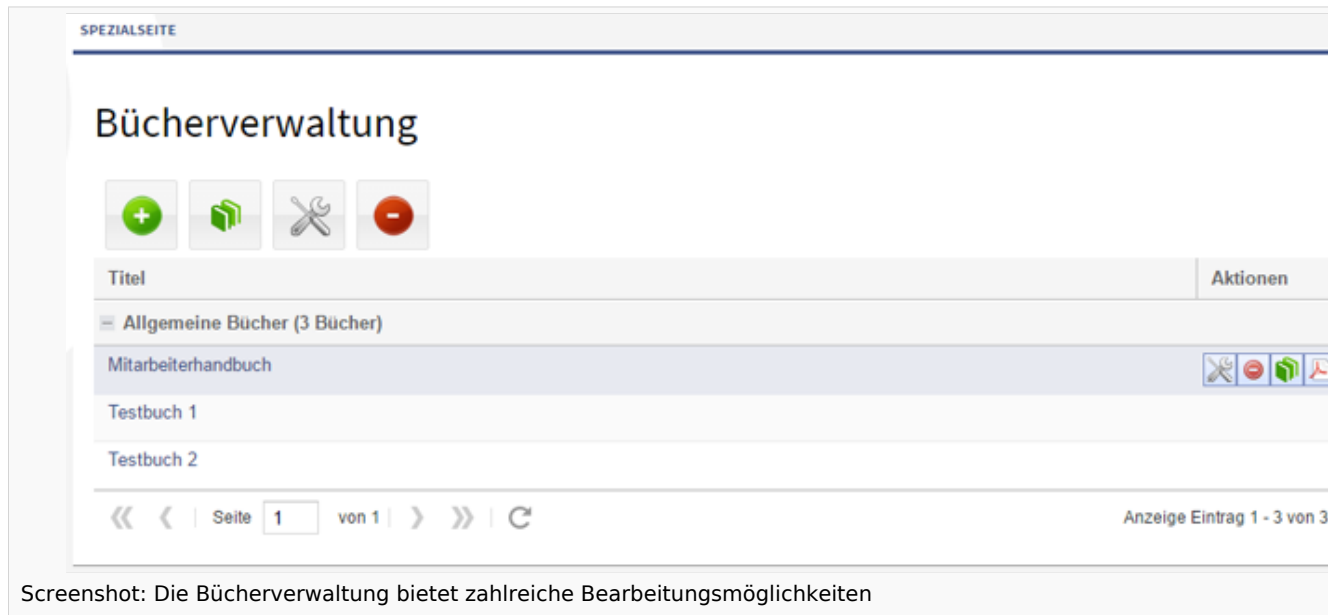 SPEZIALSEITE
Bücherverwaltung
Titel Aktionen
Allgemeine Bücher (3 Bücher)
Mitarbeiterhandbuch
Testbuch 1
Testbuch 2
Seite 1 von 1 Anzeige Eintrag 1 - 3 von 3
Screenshot: Die Bücherverwaltung bietet zahlreiche Bearbeitungsmöglichkeiten